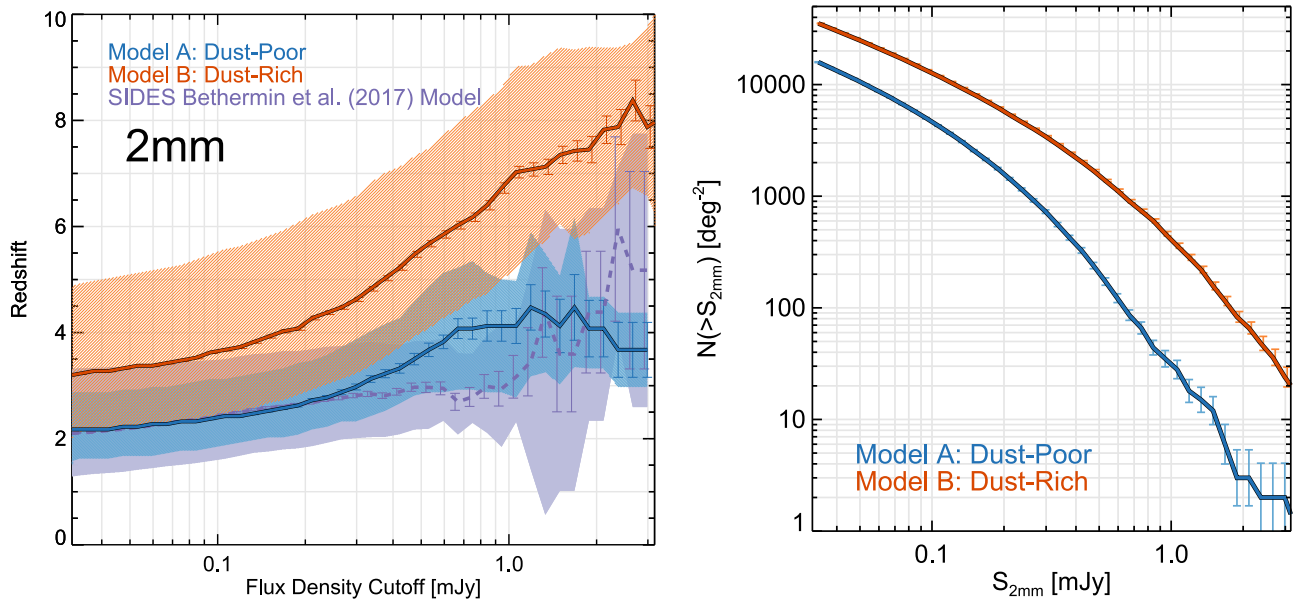 10
8
6
4
2
0
Redshift
Model A: Dust-Poor
Model B: Dust-Rich
SIDES Bethermin et al. (2017) Model
2mm
0.1
1.0
Flux Density Cutoff [mJy]
10000
1000
100
10
1
N(>S2mm) [deg-2]
Model A: Dust-Poor
Model B: Dust-Rich
0.1
1.0
S2mm [mJy]